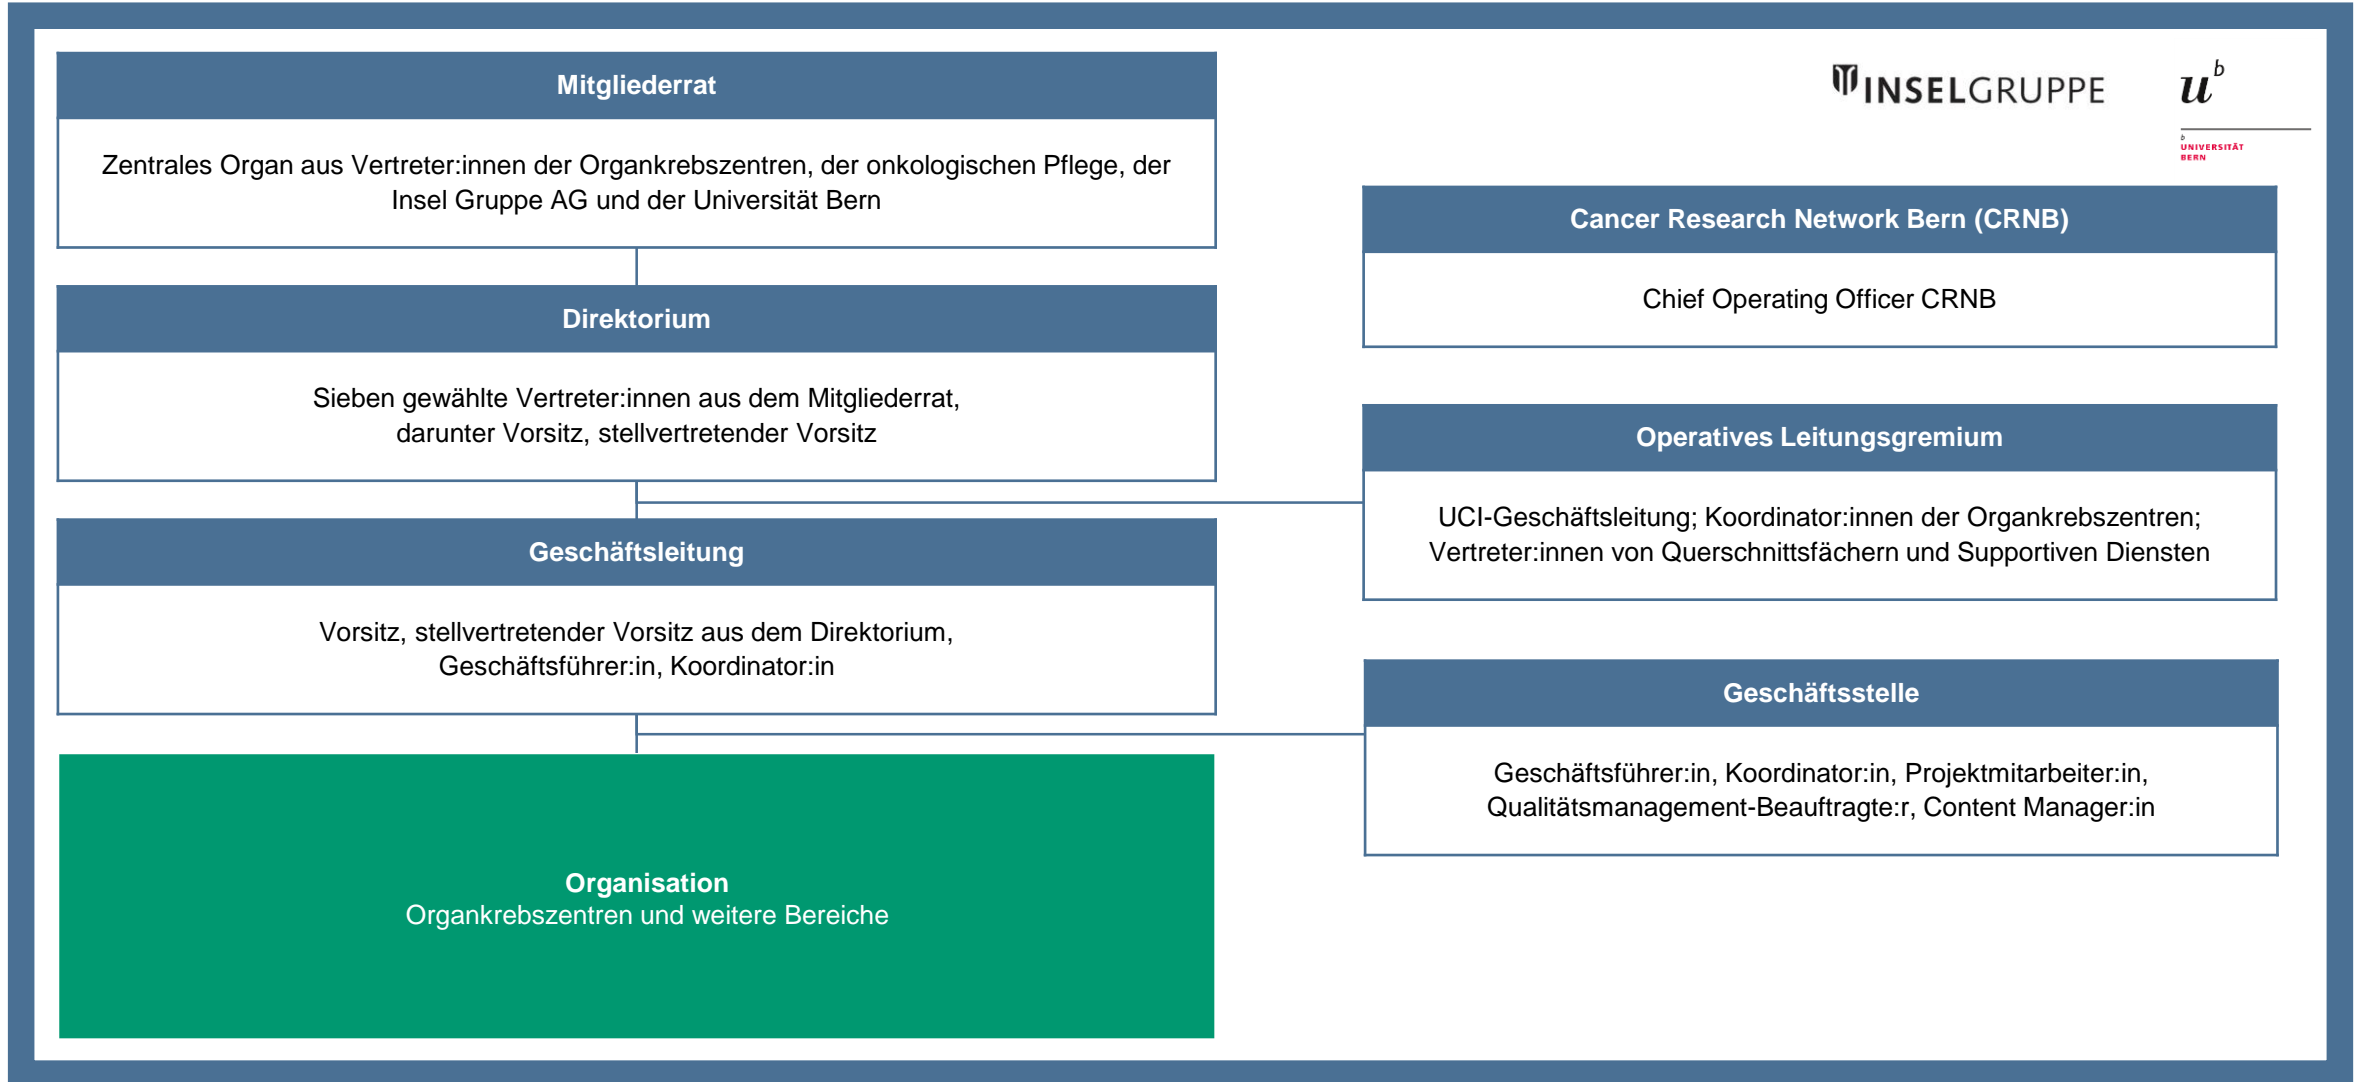 Mitgliederrat
Zentrales Organ aus Vertreter:innen der Organkrebszentren, der onkologischen Pflege, der
Insel Gruppe AG und der Universität Bern
Direktorium
Sieben gewählte Vertreter:innen aus dem Mitgliederrat,
darunter Vorsitz, stellvertretender Vorsitz
Geschäftsleitung
Vorsitz, stellvertretender Vorsitz aus dem Direktorium,
Geschäftsführer:in, Koordinator:in
Organisation
Organkrebszentren und weitere Bereiche
INSELGRUPPE
u b
b
UNIVERSITÄT
BERN
Cancer Research Network Bern (CRNB)
Chief Operating Officer CRNB
Operatives Leitungsgremium
UCI-Geschäftsleitung; Koordinator:innen der Organkrebszentren;
Vertreter:innen von Querschnittsfächern und Supportiven Diensten
Geschäftsstelle
Geschäftsführer:in, Koordinator:in, Projektmitarbeiter:in,
Qualitätsmanagement-Beauftragte:r, Content Manager:in